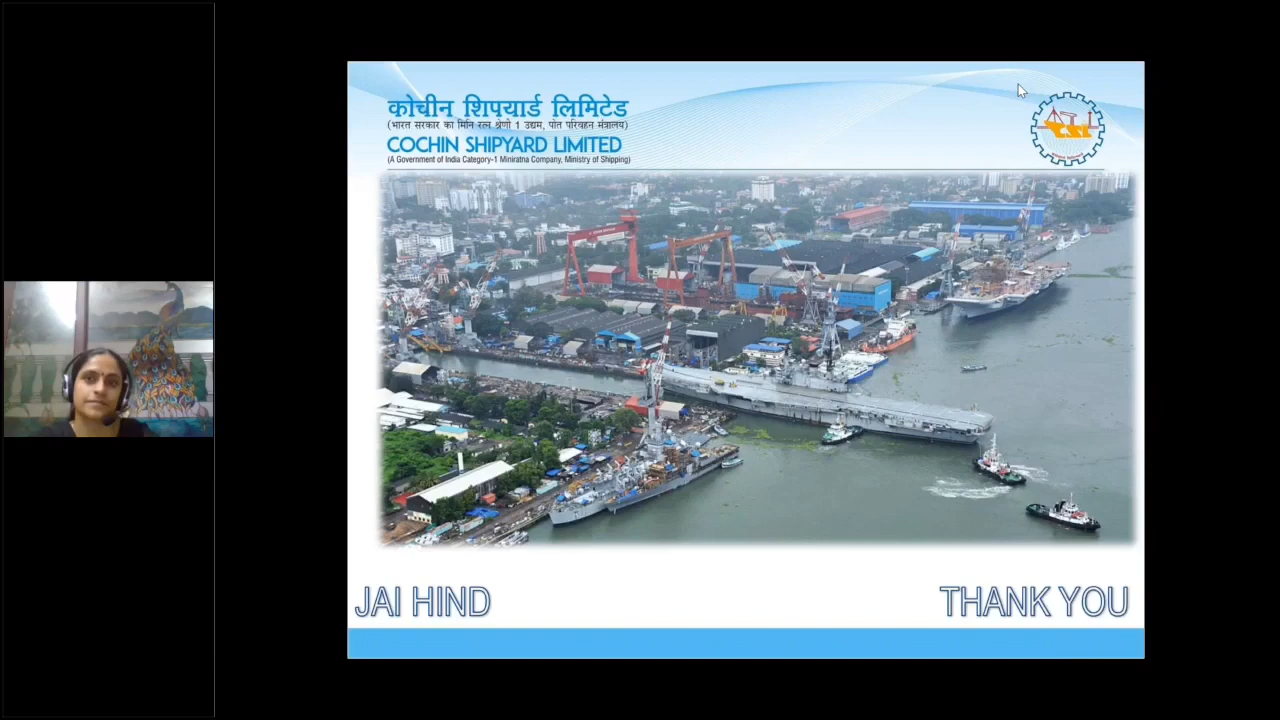 कोचीन शिपयार्ड लिमिटेड
(भारत सरकार का मिनि रत्न श्रेणी 1 उद्यम, पोत परिवहन मंत्रालय)
COCHIN SHIPYARD LIMITED
(A Government of India Category-1 Miniratna Company, Ministry of Shipping)
CSL
JAI HIND
THANK YOU